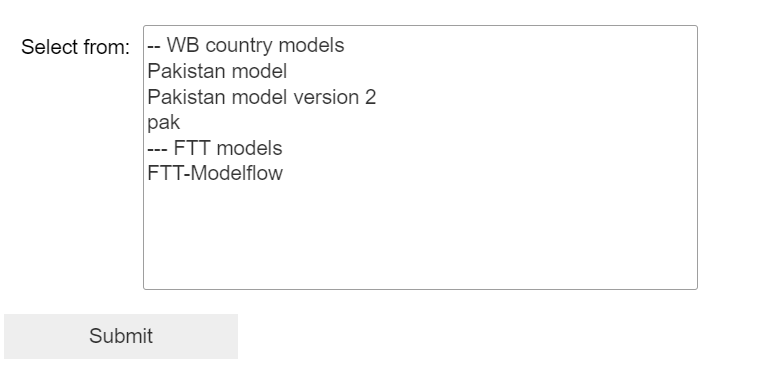 Select from:
-- WB country models
Pakistan model
Pakistan model version 2
pak
--- FTT models
FTT-Modelflow
Submit